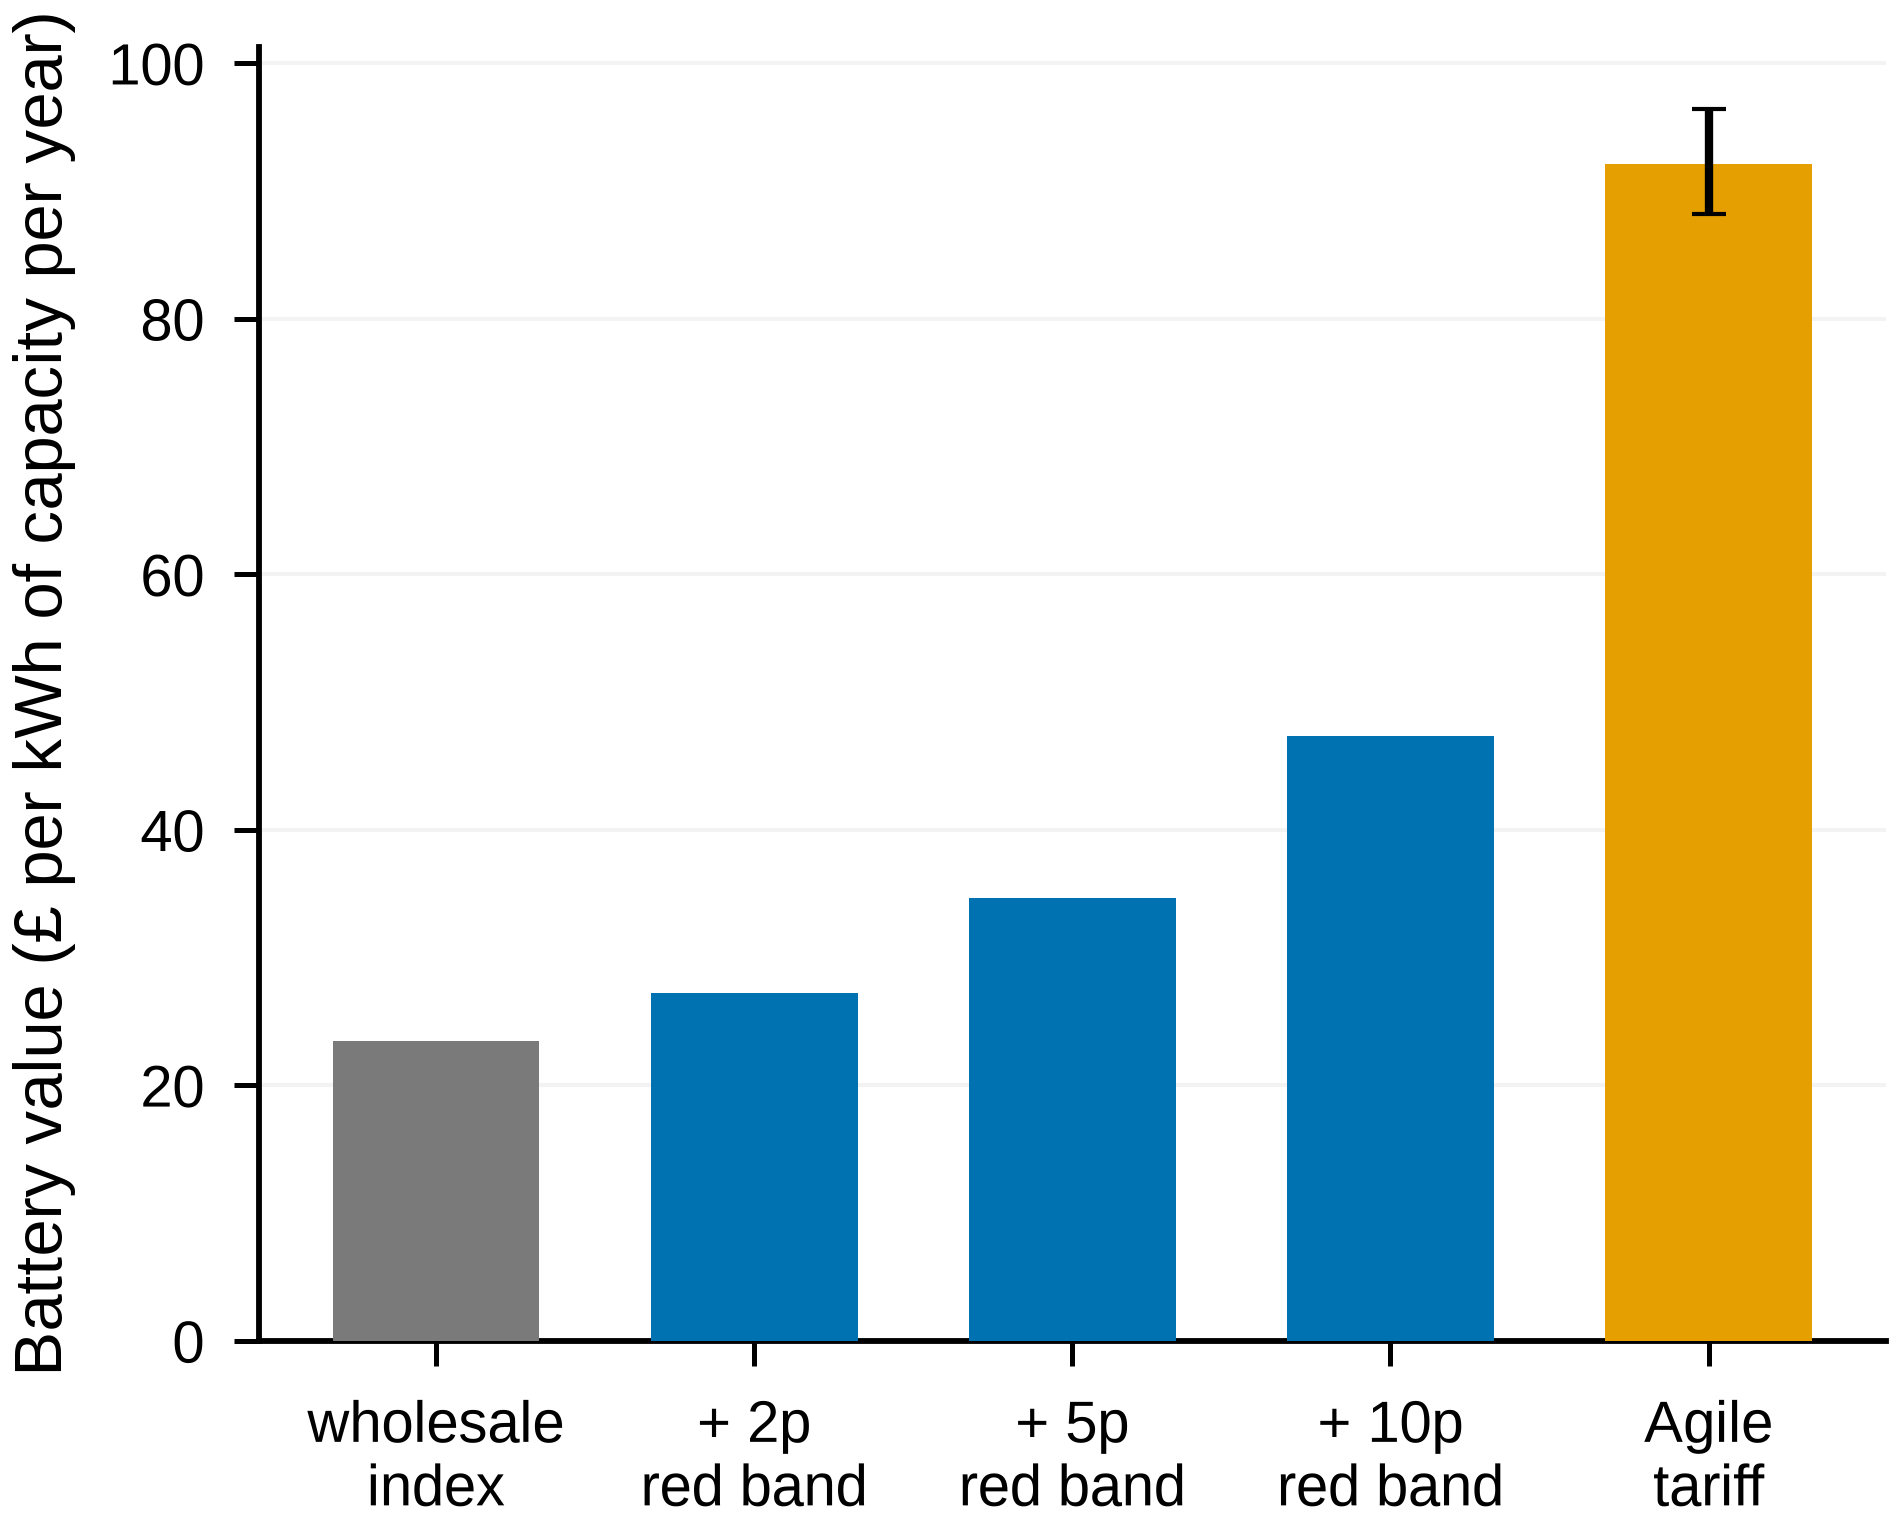 Battery value (£ per kWh of capacity per year)
100
80
60
40
20
0
wholesale
index
+ 2p
red band
+ 5p
red band
+ 10p
red band
Agile
tariff